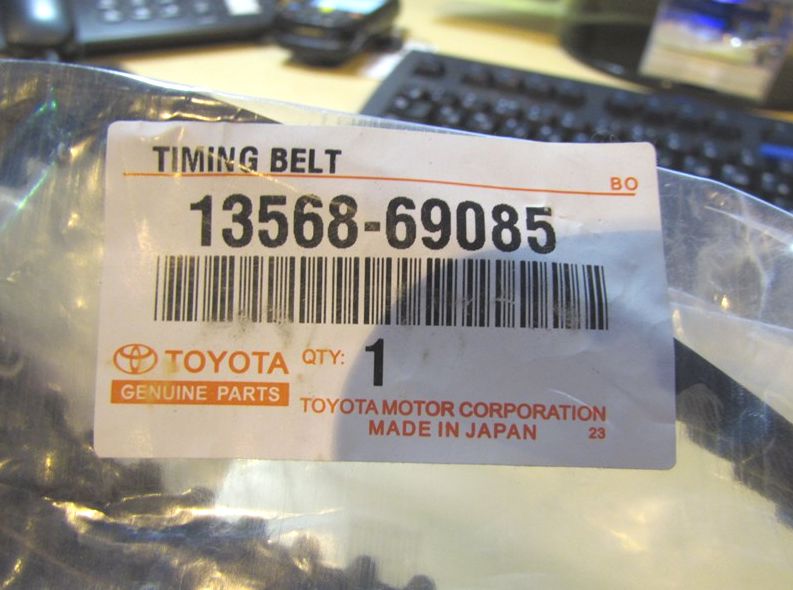 TIMING BELT
BO
13568-69085
TOYOTA QTY: 1
GENUINE PARTS
TOYOTA MOTOR CORPORATION
MADE IN JAPAN 23